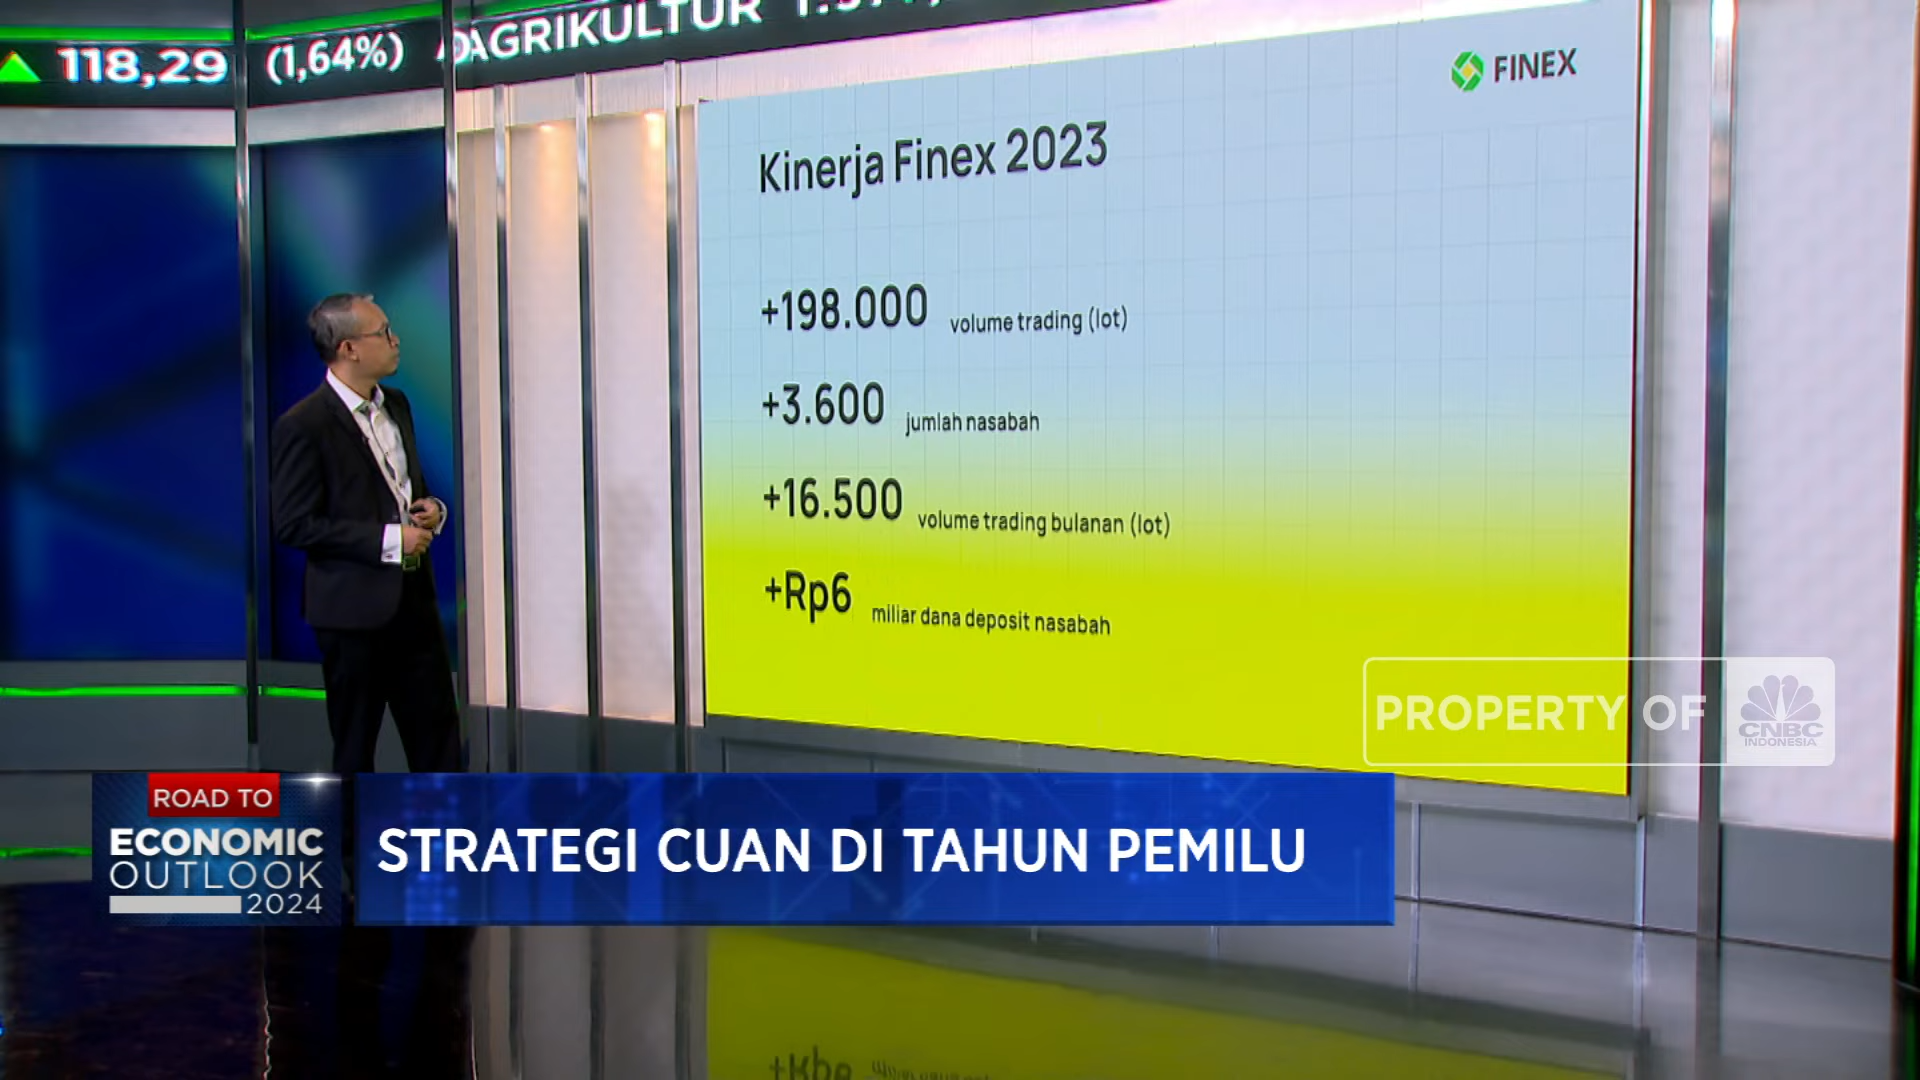 118,29 (1,64%) AGRIKULTUR
FINEX
Kinerja Finex 2023
+198.000 volume trading (lot)
+3.600 jumlah nasabah
+16.500 volume trading bulanan (lot)
+Rp6 miliar dana deposit nasabah
PROPERTY OF CNBC INDONESIA
ROAD TO
ECONOMIC
OUTLOOK
2024
STRATEGI CUAN DI TAHUN PEMILU